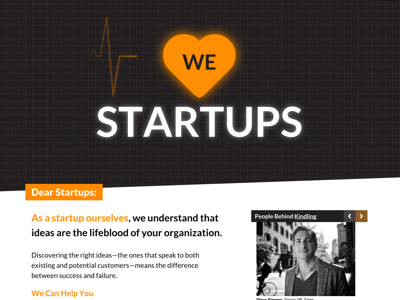 WE
STARTUPS
Dear Startups:
As a startup ourselves, we understand that
ideas are the lifeblood of your organization.
Discovering the right ideas—the ones that speak to both
existing and potential customers—means the difference
between success and failure.
We Can Help You
People Behind Kindling